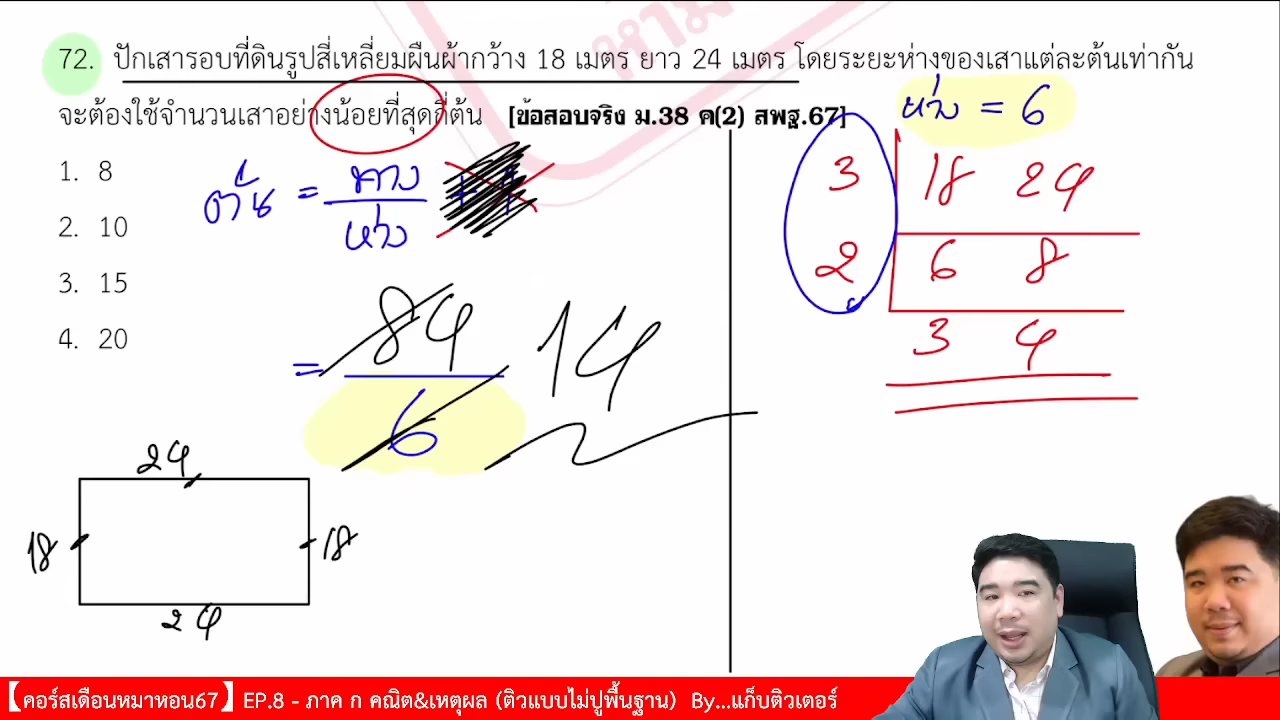 หาม
72. ปักเสารอบที่ดินรูปสี่เหลี่ยมผืนผ้ากว้าง 18 เมตร ยาว 24 เมตร โดยระยะห่างของเสาแต่ละต้นเท่ากัน
จะต้องใช้จำนวนเสาอย่างน้อยที่สุดกี่ต้น [ข้อสอบจริง ม.38 ค(2) สพฐ.67]
ห่าง = 6
1. 8
2. 10
3. 15
4. 20
ต้น = ทาง
ห่าง
= 84
6
14
3 18 24
2 6 8
3 4
24
18
18
24
【คอร์สเดือนหมาหอน67】EP.8 - ภาค ก คณิต&เหตุผล (ติวแบบไม่ปูพื้นฐาน) By...แก็บติวเตอร์